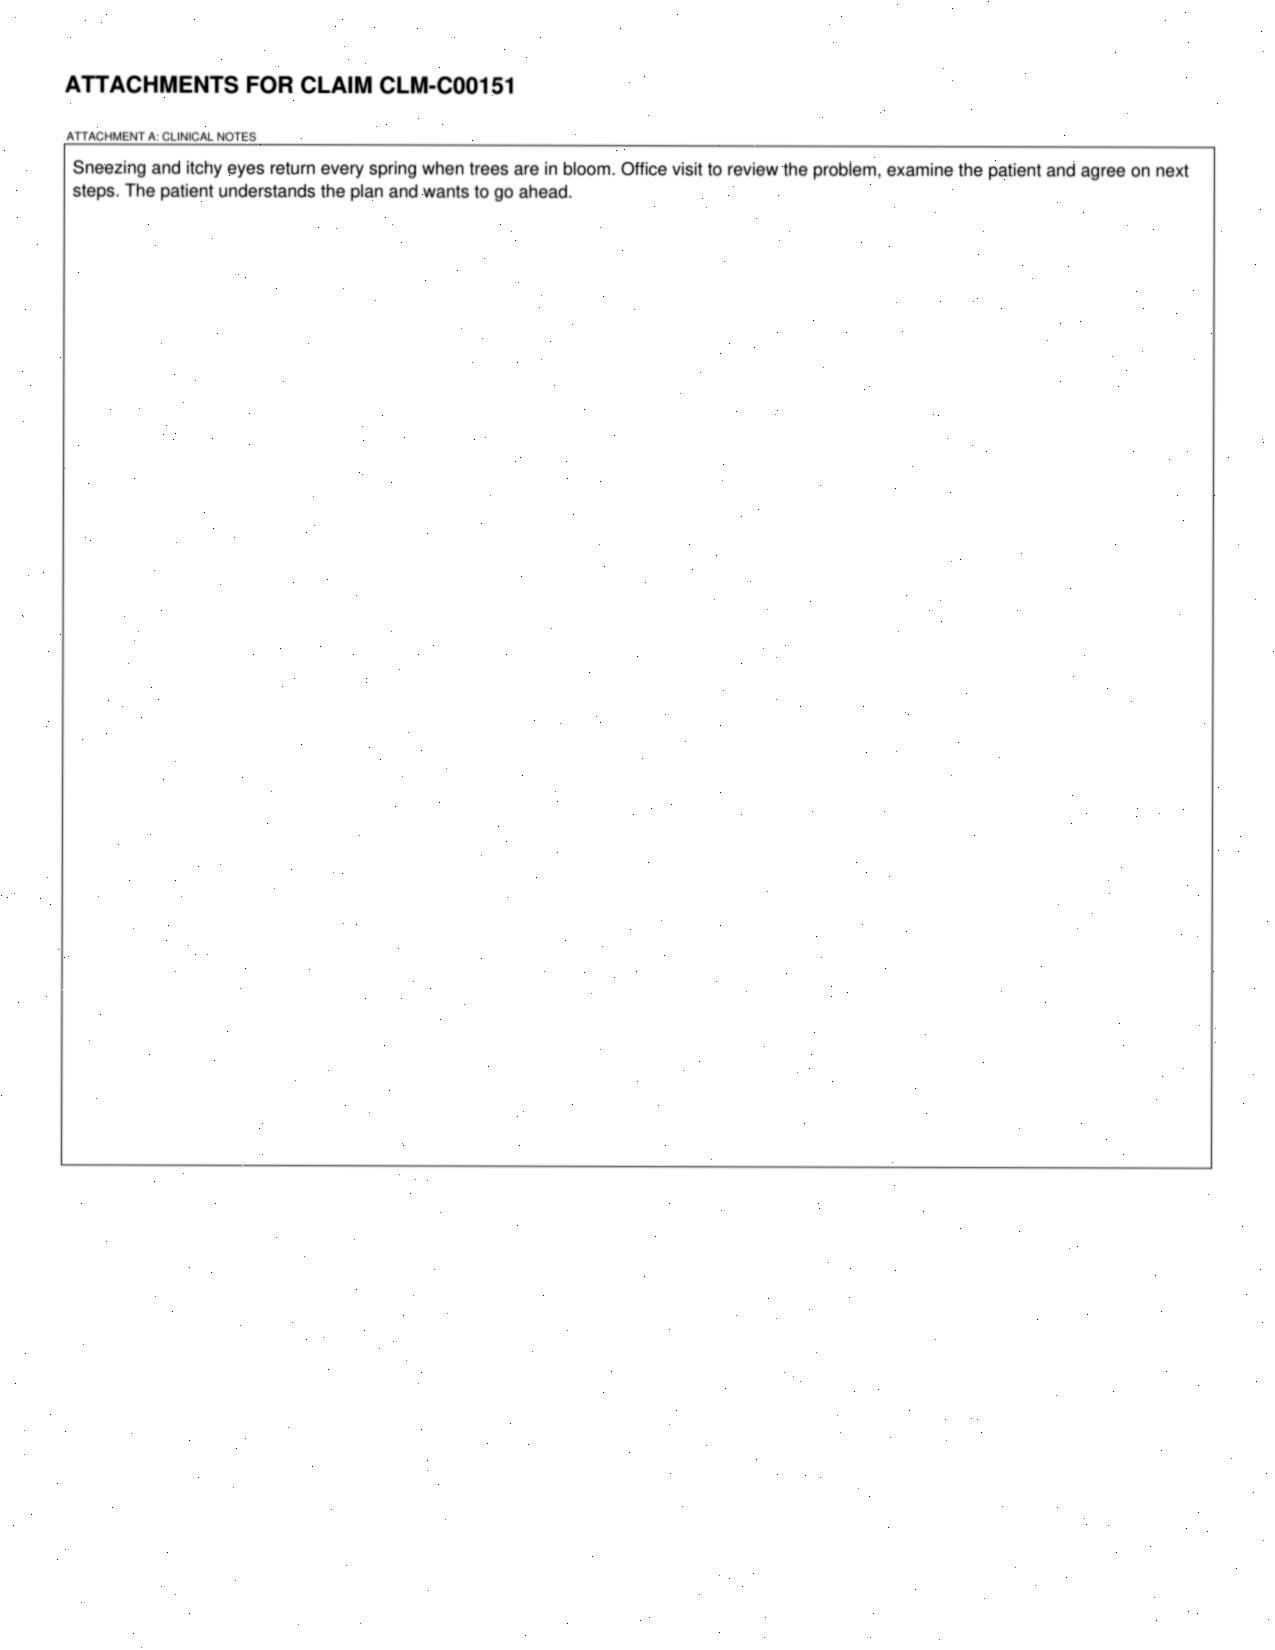 ATTACHMENTS FOR CLAIM CLM-C00151
ATTACHMENT A: CLINICAL NOTES
Sneezing and itchy eyes return every spring when trees are in bloom. Office visit to review the problem, examine the patient and agree on next
steps. The patient understands the plan and wants to go ahead.